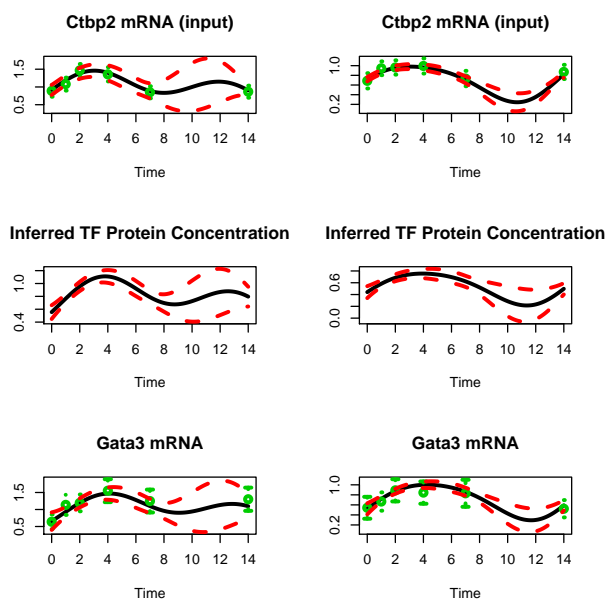 Ctbp2 mRNA (input)
Ctbp2 mRNA (input)
0.5 1.5
0 2 4 6 8 10 12 14
Time
0.2 1.0
0 2 4 6 8 10 12 14
Time
Inferred TF Protein Concentration
Inferred TF Protein Concentration
0.4 1.0
0 2 4 6 8 10 12 14
Time
0.0 0.6
0 2 4 6 8 10 12 14
Time
Gata3 mRNA
Gata3 mRNA
0.5 1.5
0 2 4 6 8 10 12 14
Time
0.2 1.0
0 2 4 6 8 10 12 14
Time